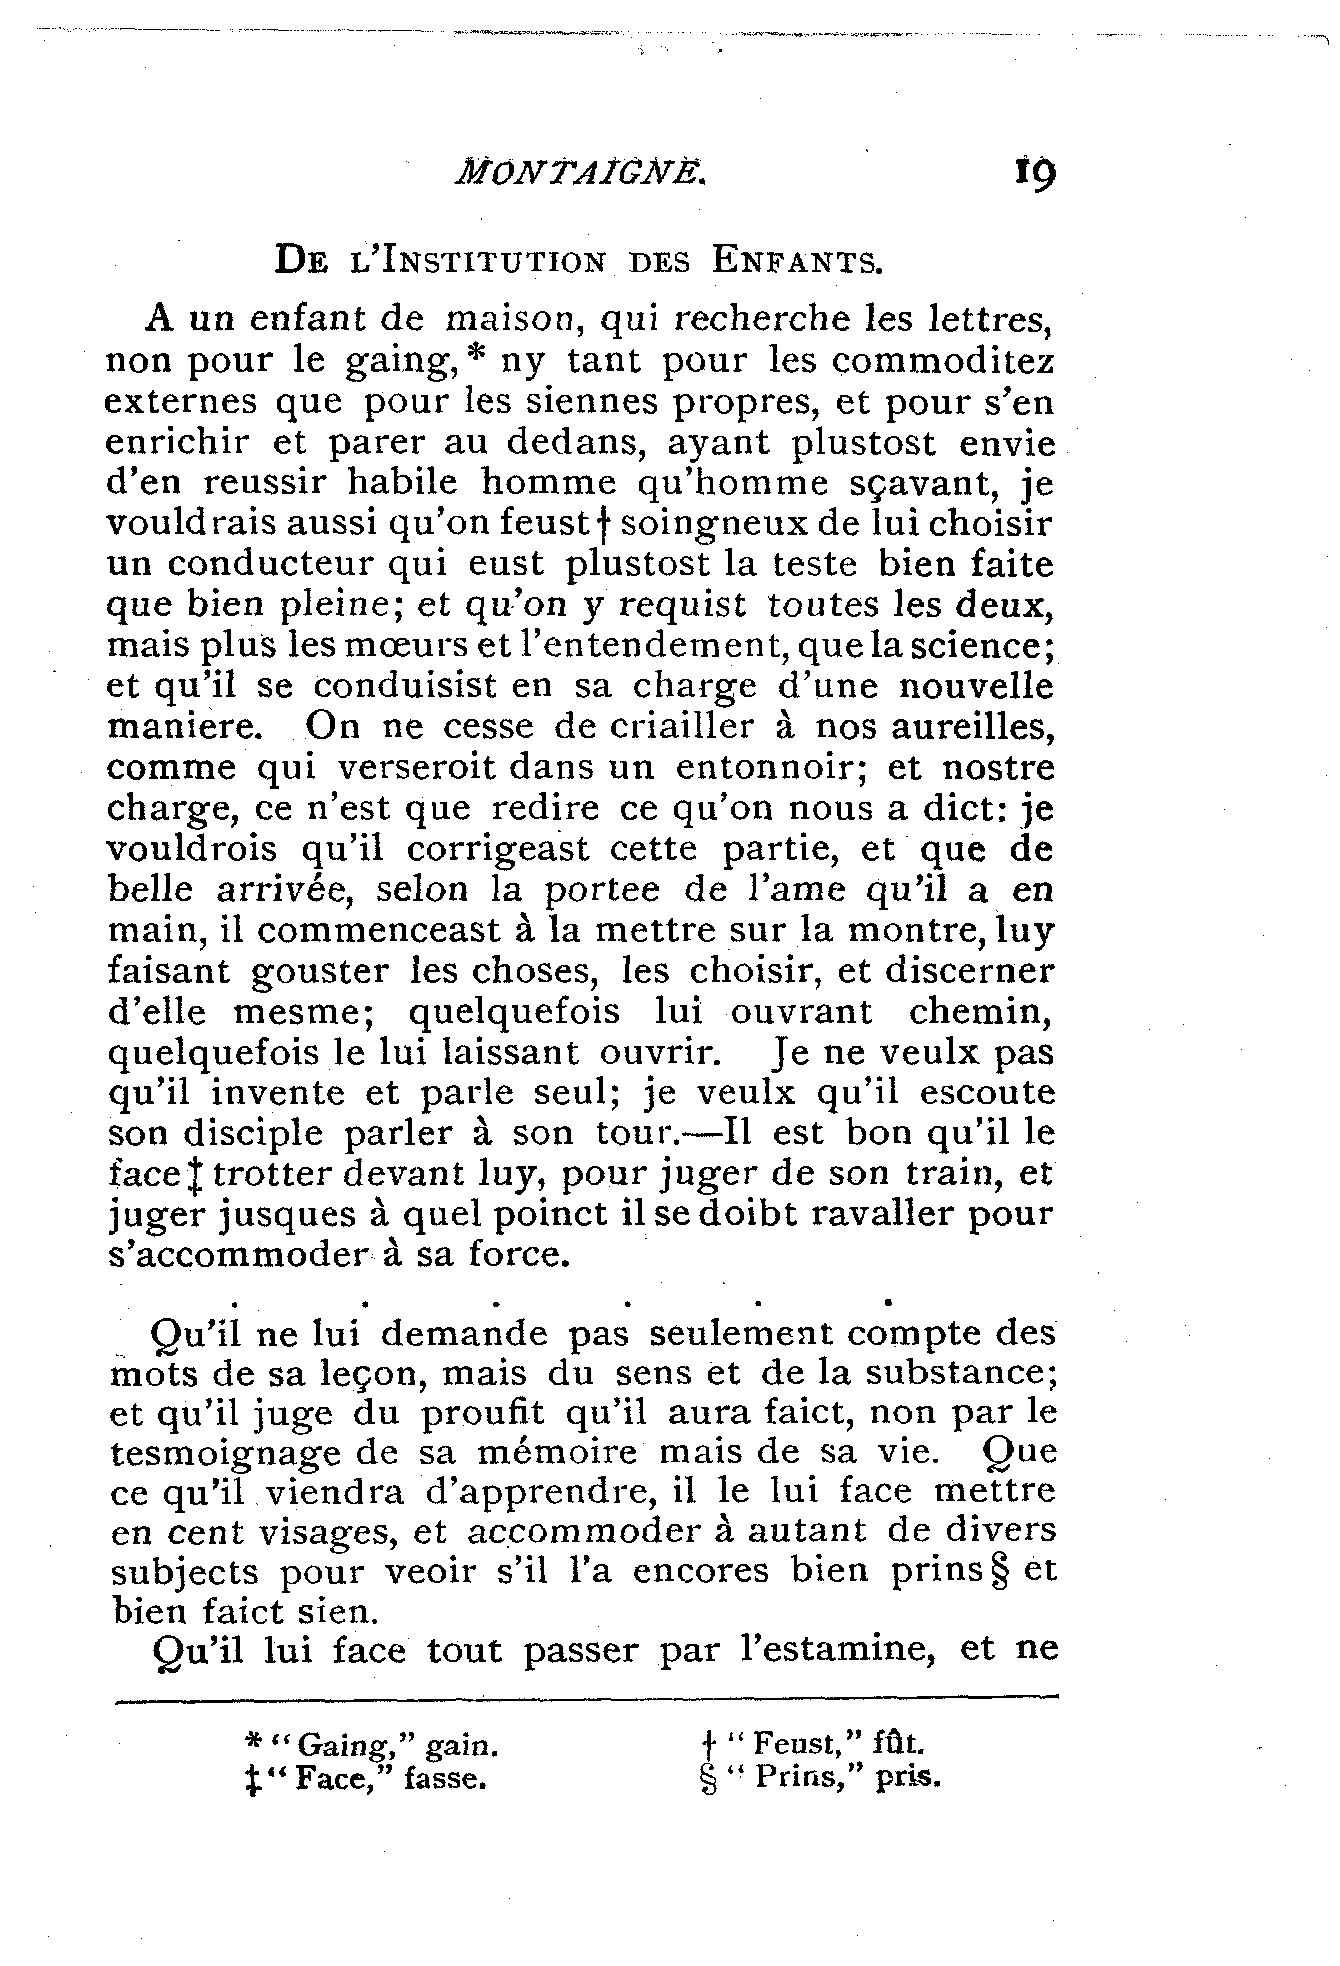 MONTAIGNE. 19
DE L'INSTITUTION DES ENFANTS.
A un enfant de maison, qui recherche les lettres,
non pour le gaing,* ny tant pour les commoditez
externes que pour les siennes propres, et pour s'en
enrichir et parer au dedans, ayant plustost envie
d'en reussir habile homme qu'homme sçavant, je
vouldrais aussi qu'on feust† soingneux de lui choisir
un conducteur qui eust plustost la teste bien faite
que bien pleine; et qu'on y requist toutes les deux,
mais plus les mœurs et l'entendement, que la science;
et qu'il se conduisist en sa charge d'une nouvelle
manière. On ne cesse de criailler à nos aureilles,
comme qui verseroit dans un entonnoir; et nostre
charge, ce n'est que redire ce qu'on nous a dict: je
vouldrois qu'il corrigeast cette partie, et que de
belle arrivée, selon la portee de l'ame qu'il a en
main, il commenceast à la mettre sur la montre, luy
faisant gouster les choses, les choisir, et discerner
d'elle mesme; quelquefois lui ouvrant chemin,
quelquefois le lui laissant ouvrir. Je ne veulx pas
qu'il invente et parle seul; je veulx qu'il escoute
son disciple parler à son tour.—Il est bon qu'il le
face‡ trotter devant luy, pour juger de son train, et
juger jusques à quel poinct il se doibt ravaller pour
s'accommoder à sa force.
. . . . . .
Qu'il ne lui demande pas seulement compte des
mots de sa leçon, mais du sens et de la substance;
et qu'il juge du proufit qu'il aura faict, non par le
tesmoignage de sa mémoire mais de sa vie. Que
ce qu'il viendra d'apprendre, il le lui face mettre
en cent visages, et accommoder à autant de divers
subjects pour veoir s'il l'a encores bien prins§ et
bien faict sien.
Qu'il lui face tout passer par l'estamine, et ne
* "Gaing," gain. † "Feust," fût.
‡ "Face," fasse. § "Prins," pris.